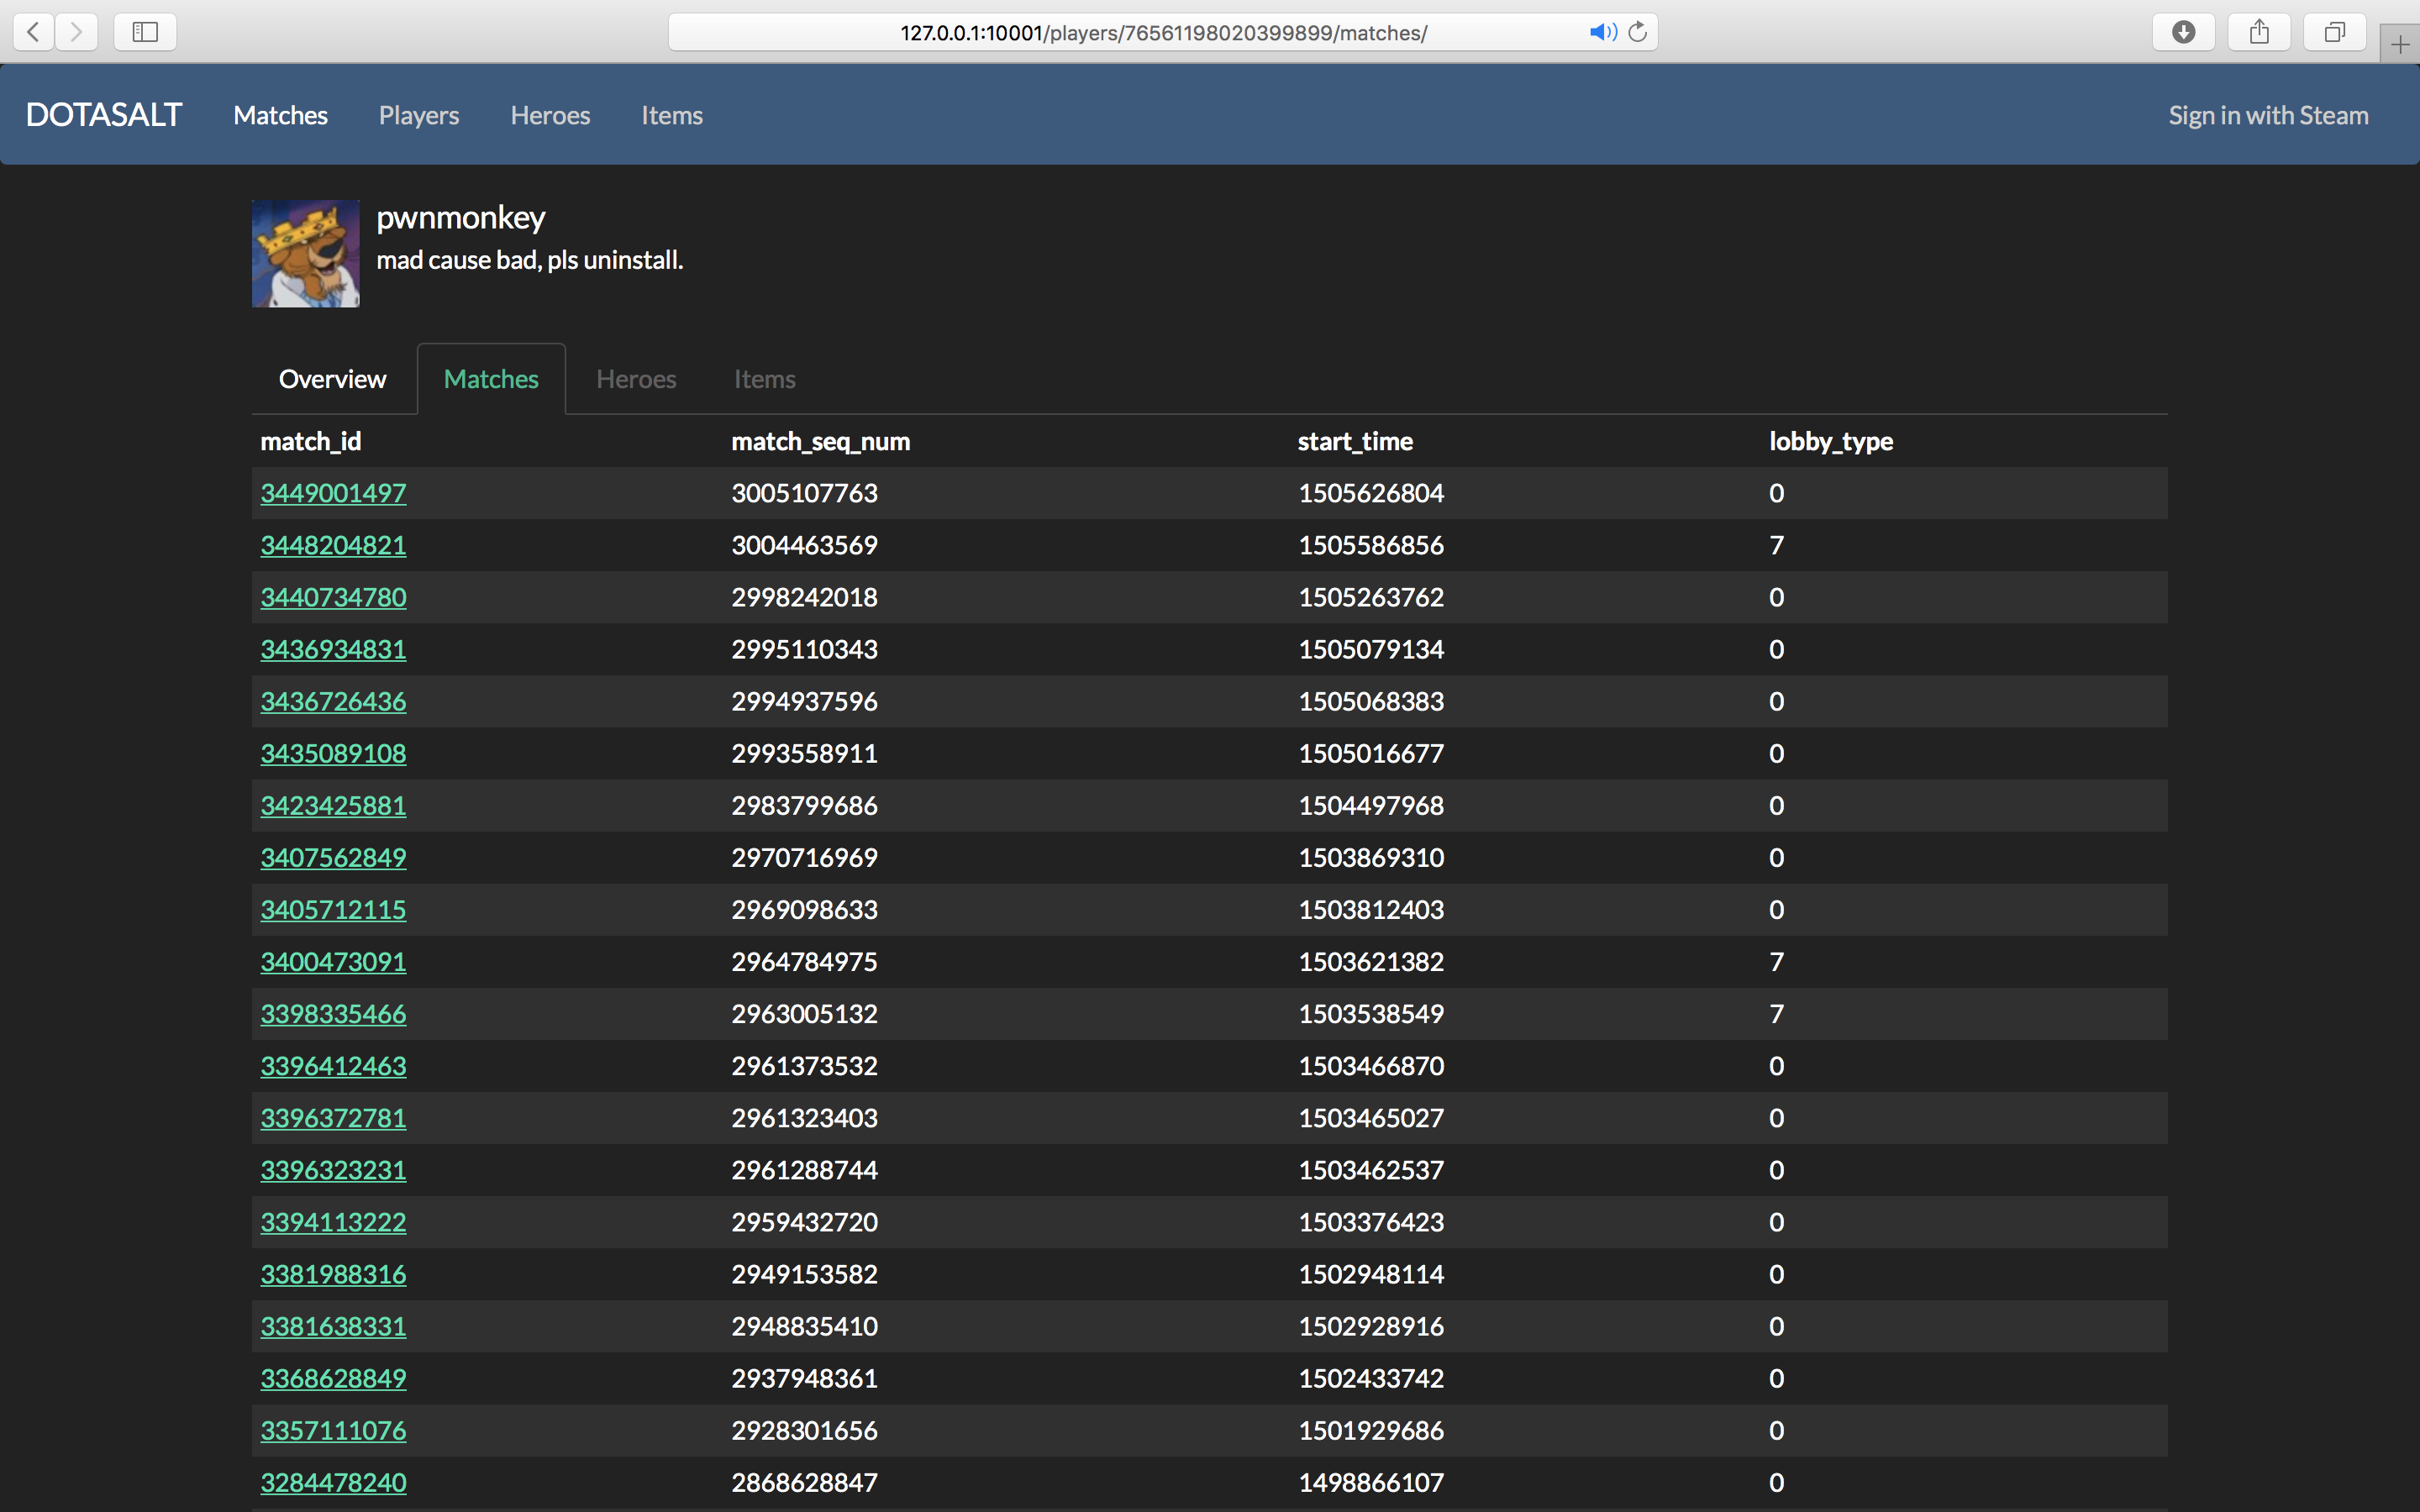 127.0.0.1:10001/players/76561198020399899/matches/
DOTASALT Matches Players Heroes Items Sign in with Steam
pwnmonkey
mad cause bad, pls uninstall.
Overview Matches Heroes Items
match_id match_seq_num start_time lobby_type
3449001497 3005107763 1505626804 0
3448204821 3004463569 1505586856 7
3440734780 2998242018 1505263762 0
3436934831 2995110343 1505079134 0
3436726436 2994937596 1505068383 0
3435089108 2993558911 1505016677 0
3423425881 2983799686 1504497968 0
3407562849 2970716969 1503869310 0
3405712115 2969098633 1503812403 0
3400473091 2964784975 1503621382 7
3398335466 2963005132 1503538549 7
3396412463 2961373532 1503466870 0
3396372781 2961323403 1503465027 0
3396323231 2961288744 1503462537 0
3394113222 2959432720 1503376423 0
3381988316 2949153582 1502948114 0
3381638331 2948835410 1502928916 0
3368628849 2937948361 1502433742 0
3357111076 2928301656 1501929686 0
3284478240 2868628847 1498866107 0